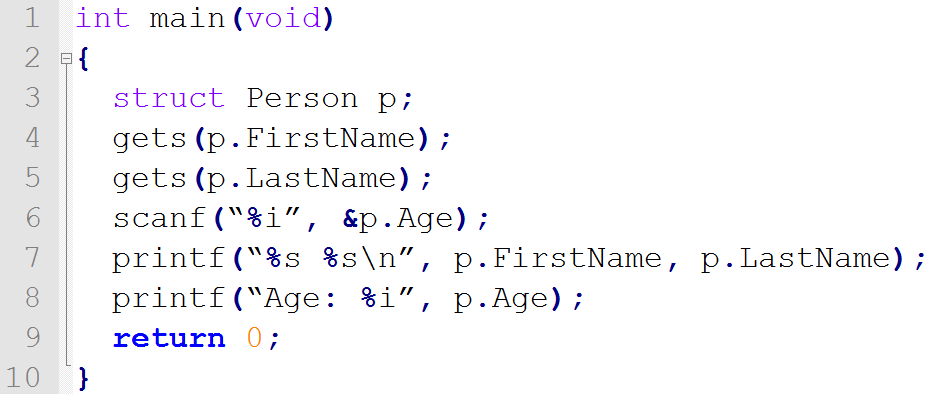 1 int main(void)
2 {
3 struct Person p;
4 gets(p.FirstName);
5 gets(p.LastName);
6 scanf(“%i”, &p.Age);
7 printf(“%s %s\n”, p.FirstName, p.LastName);
8 printf(“Age: %i”, p.Age);
9 return 0;
10 }